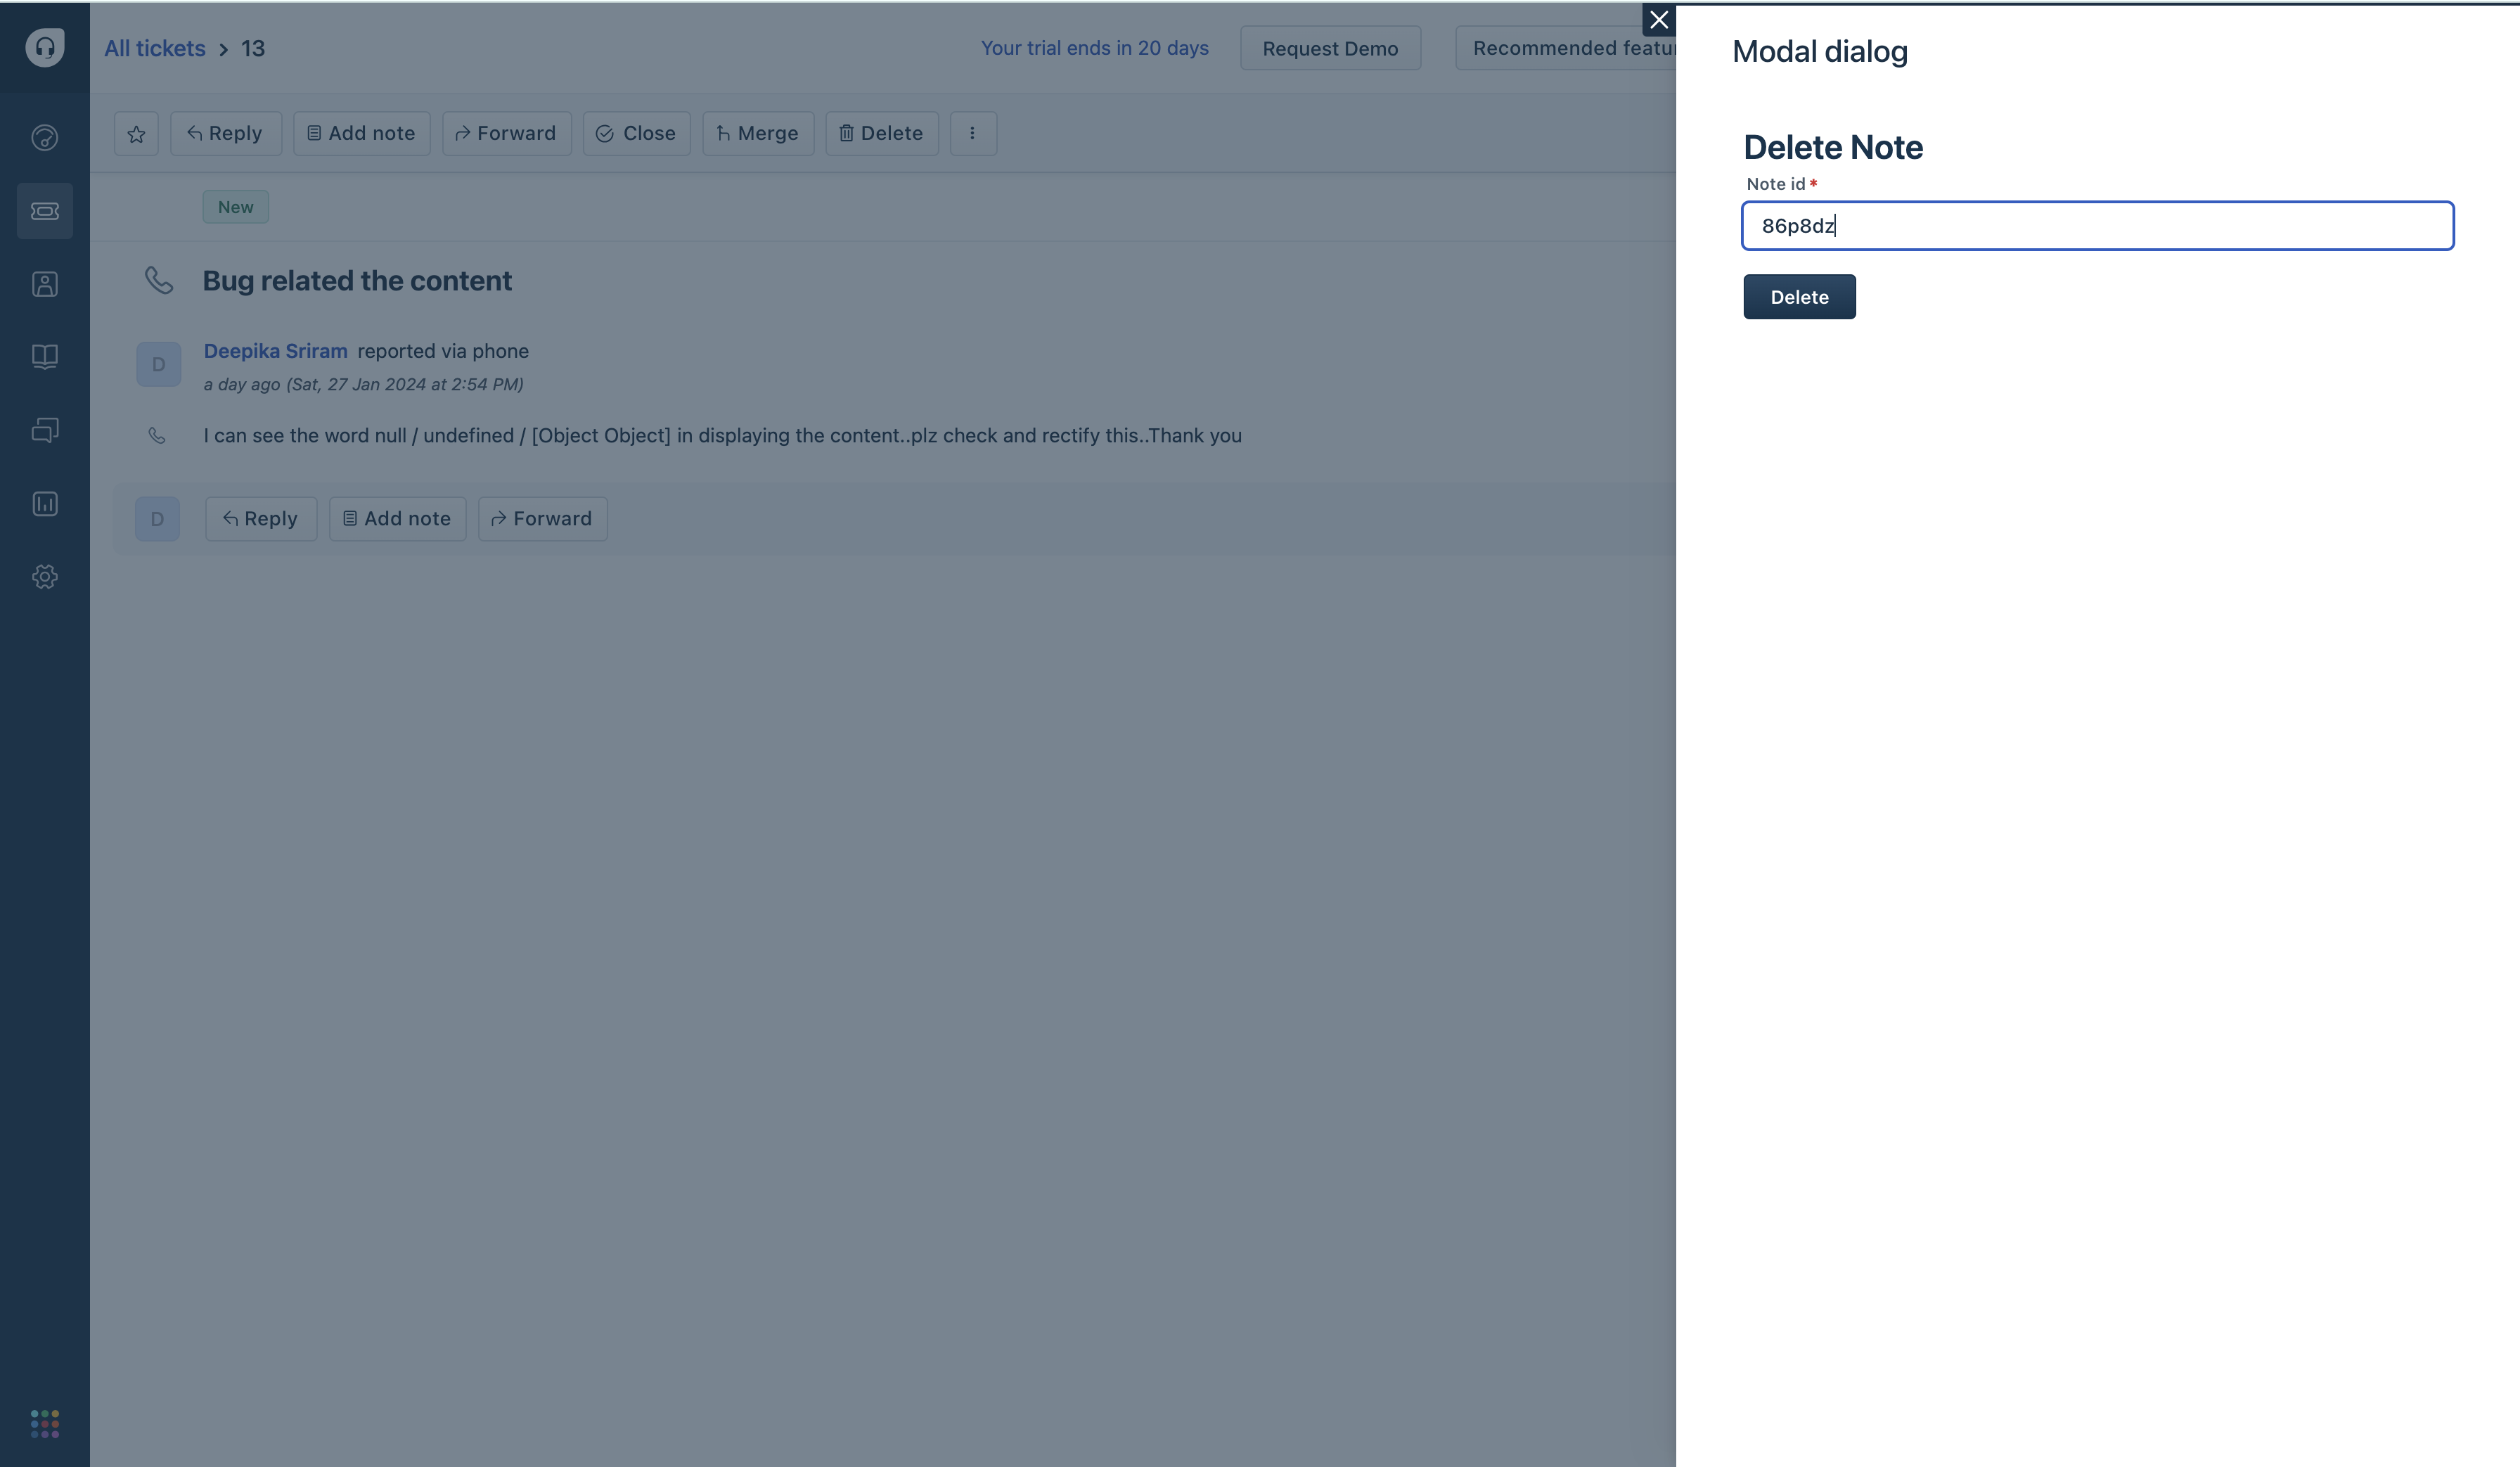 All tickets > 13
Your trial ends in 20 days
Request Demo
Recommended featu
Reply
Add note
Forward
Close
Merge
Delete
New
Bug related the content
D
Deepika Sriram reported via phone
a day ago (Sat, 27 Jan 2024 at 2:54 PM)
I can see the word null / undefined / [Object Object] in displaying the content..plz check and rectify this..Thank you
D
Reply
Add note
Forward
Modal dialog
Delete Note
Note id *
86p8dz
Delete